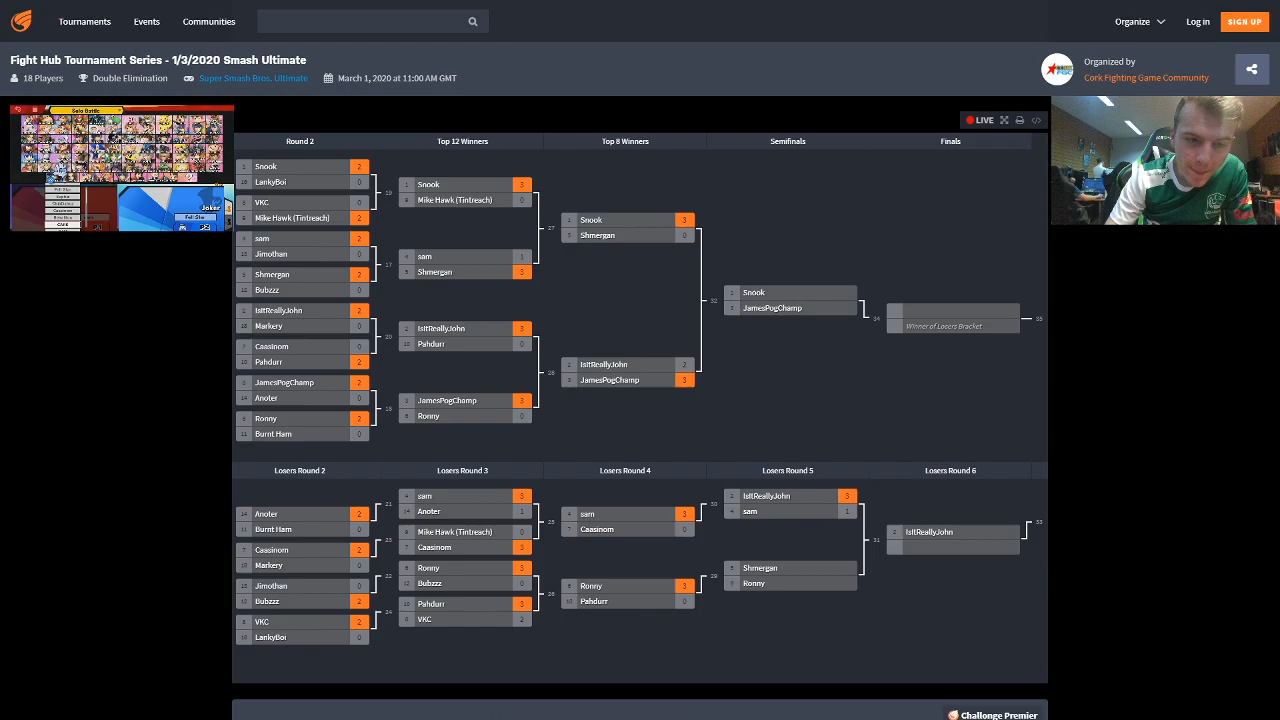 Tournaments Events Communities Organize Log in SIGN UP
Fight Hub Tournament Series - 1/3/2020 Smash Ultimate
18 Players Double Elimination Super Smash Bros. Ultimate March 1, 2020 at 11:00 AM GMT
Organized by
Cork Fighting Game Community
Solo Battle
Joker
P2
LIVE
Round 2 Top 12 Winners Top 8 Winners Semifinals Finals
Snook 2
LankyBoi 0
VKC 0
Mike Hawk (Tintreach) 2
sam 2
Jimothan 0
Shmergan 2
Bubzzz 0
IsItReallyJohn 2
Markery 0
Caasinom 0
Pahdurr 2
JamesPogChamp 2
Anoter 0
Ronny 2
Burnt Ham 0
Snook 3
Mike Hawk (Tintreach) 0
sam 1
Shmergan 3
IsItReallyJohn 3
Pahdurr 0
JamesPogChamp 3
Ronny 0
Snook 3
Shmergan 0
IsItReallyJohn 2
JamesPogChamp 3
Snook
JamesPogChamp
Winner of Losers Bracket
Losers Round 2 Losers Round 3 Losers Round 4 Losers Round 5 Losers Round 6
Anoter 2
Burnt Ham 0
Caasinom 2
Markery 0
Jimothan 0
Bubzzz 2
VKC 2
LankyBoi 0
sam 3
Anoter 1
Mike Hawk (Tintreach) 0
Caasinom 3
Ronny 3
Bubzzz 0
Pahdurr 3
VKC 2
sam 3
Caasinom 0
Ronny 3
Pahdurr 0
IsItReallyJohn 3
sam 1
Shmergan
Ronny
IsItReallyJohn
Challonge Premier